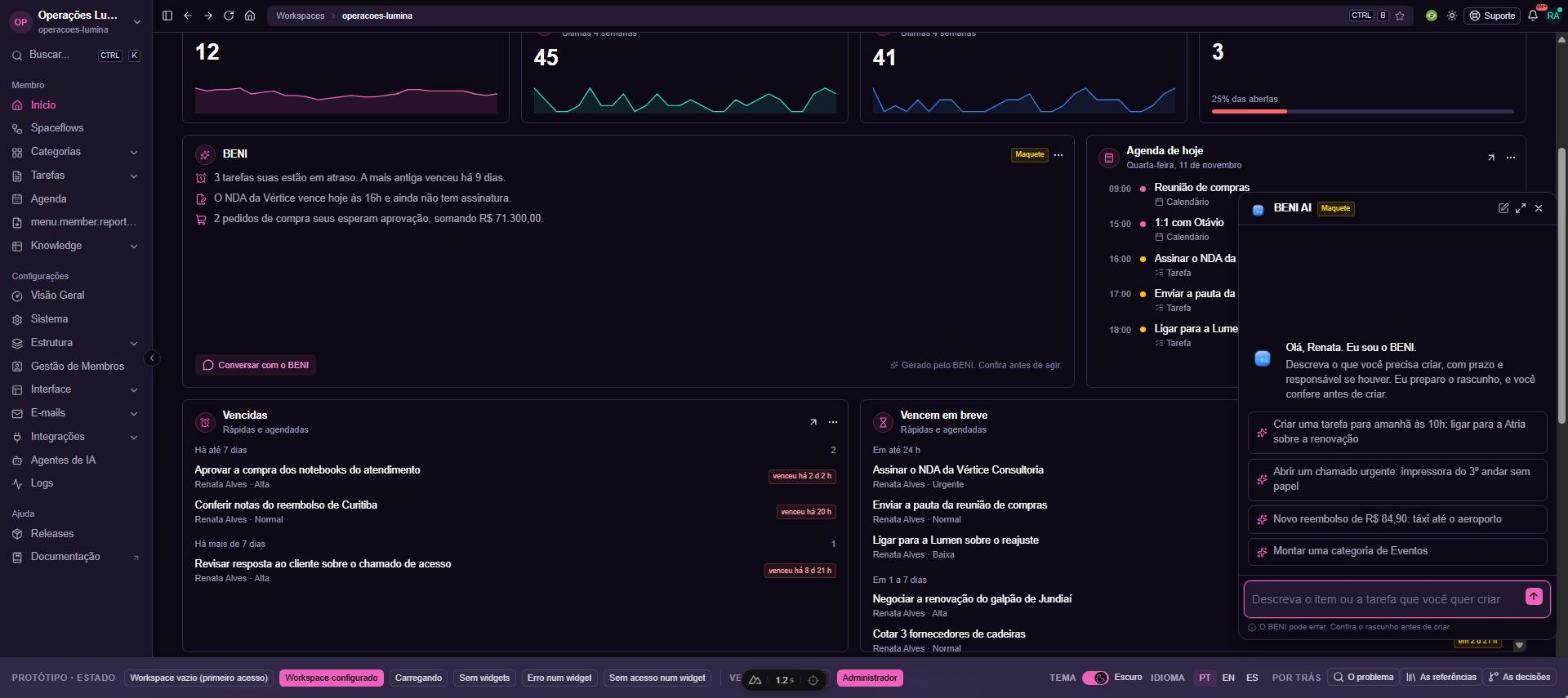 OP
Operações Lu...
operacoes-lumina
Workspaces
operacoes-lumina
CTRL B
Suporte
RA
Buscar...
CTRL K
Membro
Início
Spaceflows
Categorias
Tarefas
Agenda
menu.member.report...
Knowledge
Configurações
Visão Geral
Sistema
Estrutura
Gestão de Membros
Interface
E-mails
Integrações
Agentes de IA
Logs
Ajuda
Releases
Documentação
12
Últimas 4 semanas
45
Últimas 4 semanas
41
3
25% das abertas
BENI
Maquete
3 tarefas suas estão em atraso. A mais antiga venceu há 9 dias.
O NDA da Vértice vence hoje às 16h e ainda não tem assinatura.
2 pedidos de compra seus esperam aprovação, somando R$ 71.300,00.
Conversar com o BENI
Gerado pelo BENI. Confira antes de agir.
Agenda de hoje
Quarta-feira, 11 de novembro
09:00
Reunião de compras
Calendário
15:00
1:1 com Otávio
Calendário
16:00
Assinar o NDA da
Tarefa
17:00
Enviar a pauta da
Tarefa
18:00
Ligar para a Lume
Tarefa
Vencidas
Rápidas e agendadas
Há até 7 dias
2
Aprovar a compra dos notebooks do atendimento
Renata Alves · Alta
venceu há 2 d 2 h
Conferir notas do reembolso de Curitiba
Renata Alves · Normal
venceu há 20 h
Há mais de 7 dias
1
Revisar resposta ao cliente sobre o chamado de acesso
Renata Alves · Alta
venceu há 8 d 21 h
Vencem em breve
Rápidas e agendadas
Em até 24 h
Assinar o NDA da Vértice Consultoria
Renata Alves · Urgente
Enviar a pauta da reunião de compras
Renata Alves · Normal
Ligar para a Lumen sobre o reajuste
Renata Alves · Baixa
Em 1 a 7 dias
Negociar a renovação do galpão de Jundiaí
Renata Alves · Alta
Cotar 3 fornecedores de cadeiras
Renata Alves · Normal
em 2 d 21 h
BENI AI
Maquete
Olá, Renata. Eu sou o BENI.
Descreva o que você precisa criar, com prazo e
responsável se houver. Eu preparo o rascunho, e você
confere antes de criar.
Criar uma tarefa para amanhã às 10h: ligar para a Atria
sobre a renovação
Abrir um chamado urgente: impressora do 3º andar sem
papel
Novo reembolso de R$ 84,90: táxi até o aeroporto
Montar uma categoria de Eventos
Descreva o item ou a tarefa que você quer criar
O BENI pode errar. Confira o rascunho antes de criar.
PROTÓTIPO · ESTADO
Workspace vazio (primeiro acesso)
Workspace configurado
Carregando
Sem widgets
Erro num widget
Sem acesso num widget
VE
1.2 s
Administrador
TEMA
Escuro
IDIOMA
PT
EN
ES
POR TRÁS
O problema
As referências
As decisões